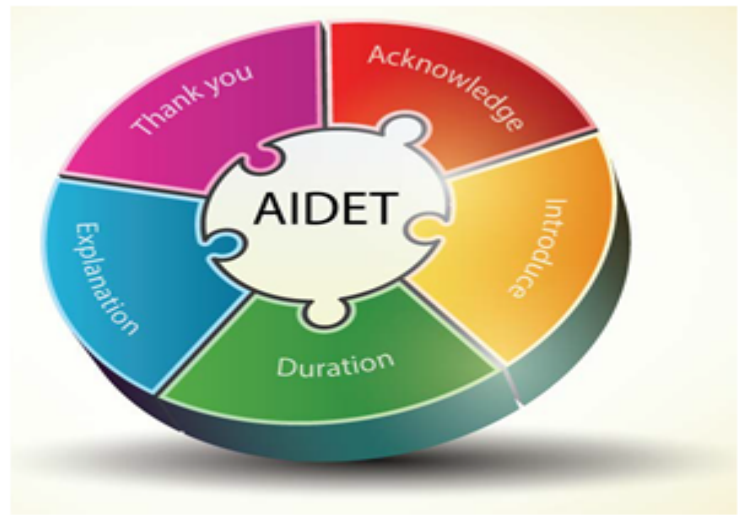 AIDET
Acknowledge
Introduce
Duration
Explanation
Thank you